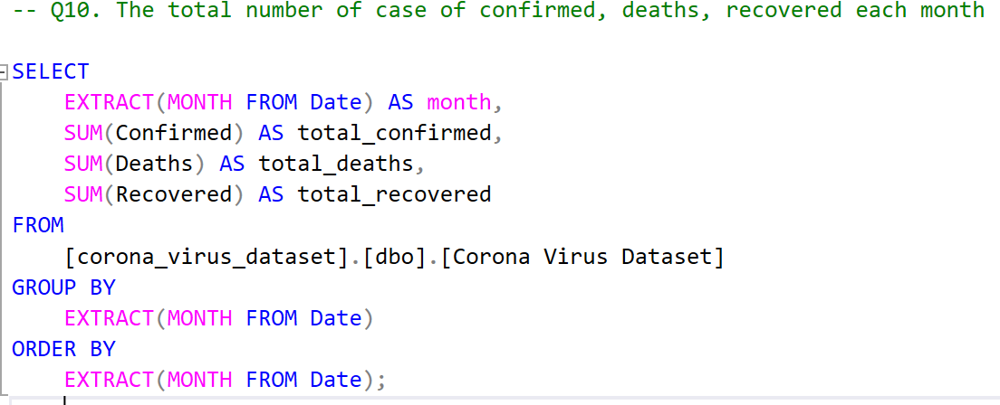 -- Q10. The total number of case of confirmed, deaths, recovered each month
SELECT
EXTRACT(MONTH FROM Date) AS month,
SUM(Confirmed) AS total_confirmed,
SUM(Deaths) AS total_deaths,
SUM(Recovered) AS total_recovered
FROM
[corona_virus_dataset].[dbo].[Corona Virus Dataset]
GROUP BY
EXTRACT(MONTH FROM Date)
ORDER BY
EXTRACT(MONTH FROM Date);